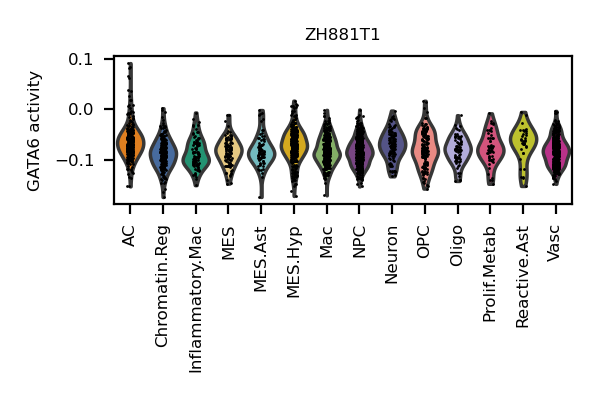 ZH881T1
GATA6 activity
0.1
0.0
−0.1
AC
Chromatin.Reg
Inflammatory.Mac
MES
MES.Ast
MES.Hyp
Mac
NPC
Neuron
OPC
Oligo
Prolif.Metab
Reactive.Ast
Vasc